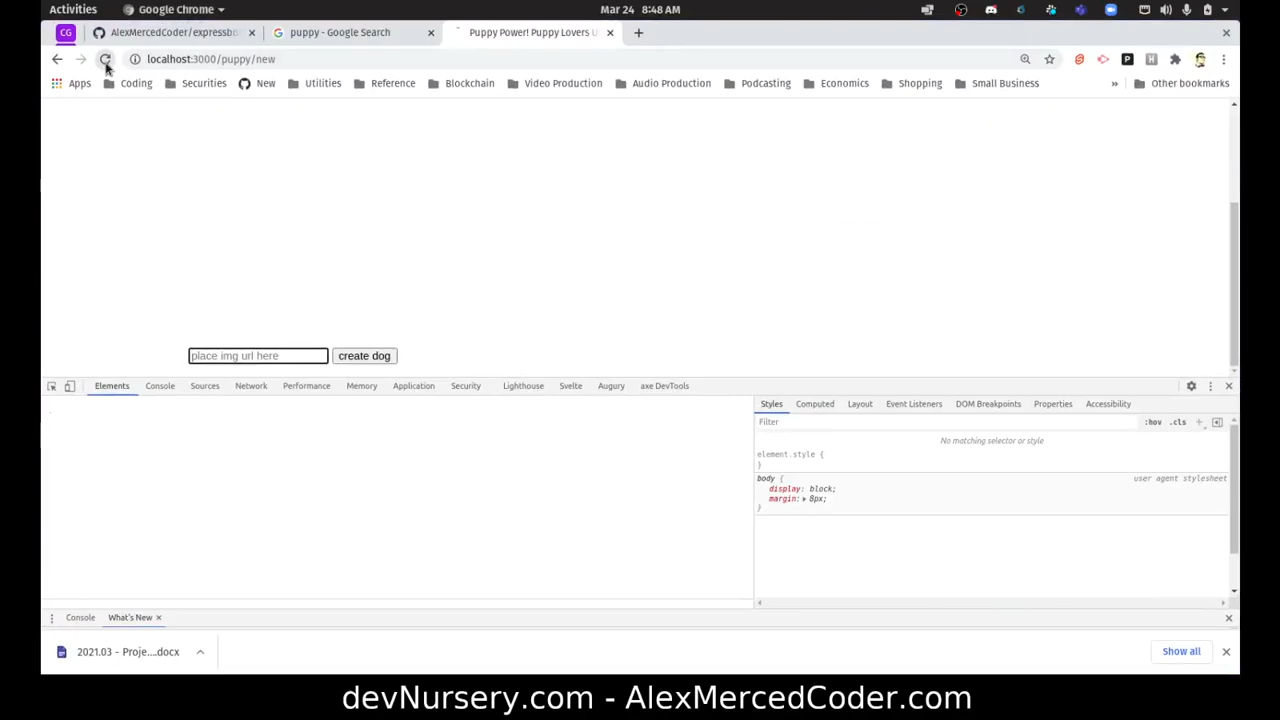 Activities Google Chrome Mar 24 8:48 AM
CG AlexMercedCoder/expressb puppy - Google Search Puppy Power! Puppy Lovers U
localhost:3000/puppy/new
Apps Coding Securities New Utilities Reference Blockchain Video Production Audio Production Podcasting Economics Shopping Small Business » Other bookmarks
place img url here create dog
Elements Console Sources Network Performance Memory Application Security Lighthouse Svelte Augury axe DevTools
Styles Computed Layout Event Listeners DOM Breakpoints Properties Accessibility
Filter :hov .cls +
No matching selector or style
element.style {
}
body { user agent stylesheet
display: block;
margin: 8px;
}
Console What's New
2021.03 - Proje....docx Show all
devNursery.com - AlexMercedCoder.com